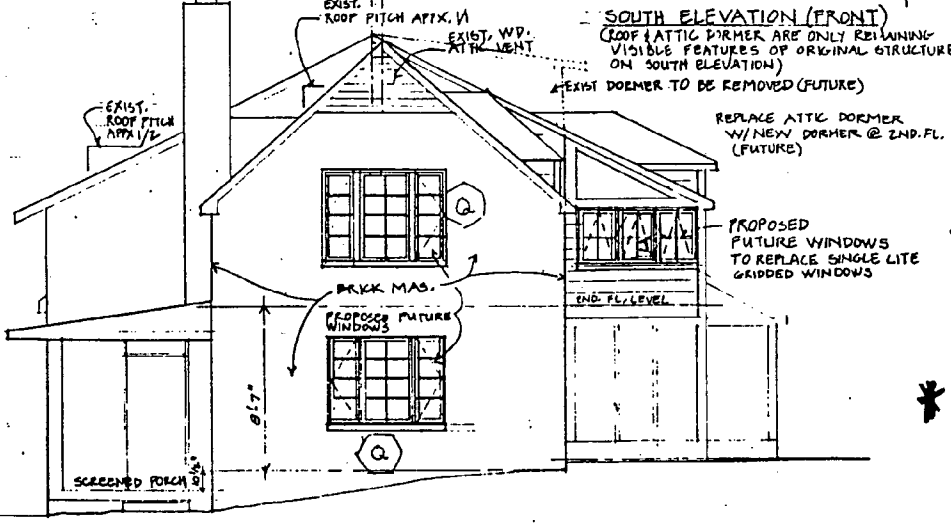 EXIST. 1:1
ROOF PITCH APPX. 1/1
EXIST. WD.
ATTIC VENT
SOUTH ELEVATION (FRONT)
(ROOF & ATTIC DORMER ARE ONLY REMAINING
VISIBLE FEATURES OF ORIGINAL STRUCTURE
ON SOUTH ELEVATION)
EXIST DORMER TO BE REMOVED (FUTURE)
REPLACE ATTIC DORMER
W/NEW DORMER @ 2ND. FL.
(FUTURE)
EXIST.
ROOF PITCH
APPX 1/2
Q
PROPOSED
FUTURE WINDOWS
TO REPLACE SINGLE LITE
GRIDDED WINDOWS
BRICK MAS.
2ND. FL. LEVEL
PROPOSED FUTURE
WINDOWS
8'7"
Q
SCREENED PORCH